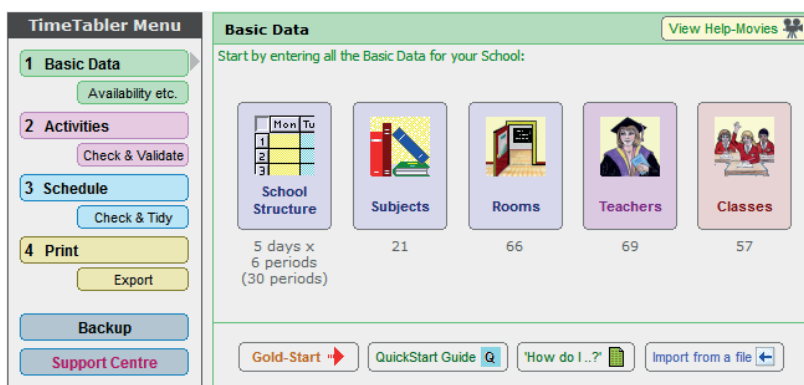 TimeTabler Menu
1 Basic Data
Availability etc.
2 Activities
Check & Validate
3 Schedule
Check & Tidy
4 Print
Export
Backup
Support Centre
Basic Data
View Help-Movies
Start by entering all the Basic Data for your School:
Mon Tu
1
2
3
School
Structure
Subjects
Rooms
Teachers
Classes
5 days x
6 periods
(30 periods)
21
66
69
57
Gold-Start
QuickStart Guide Q
'How do I ..?'
Import from a file